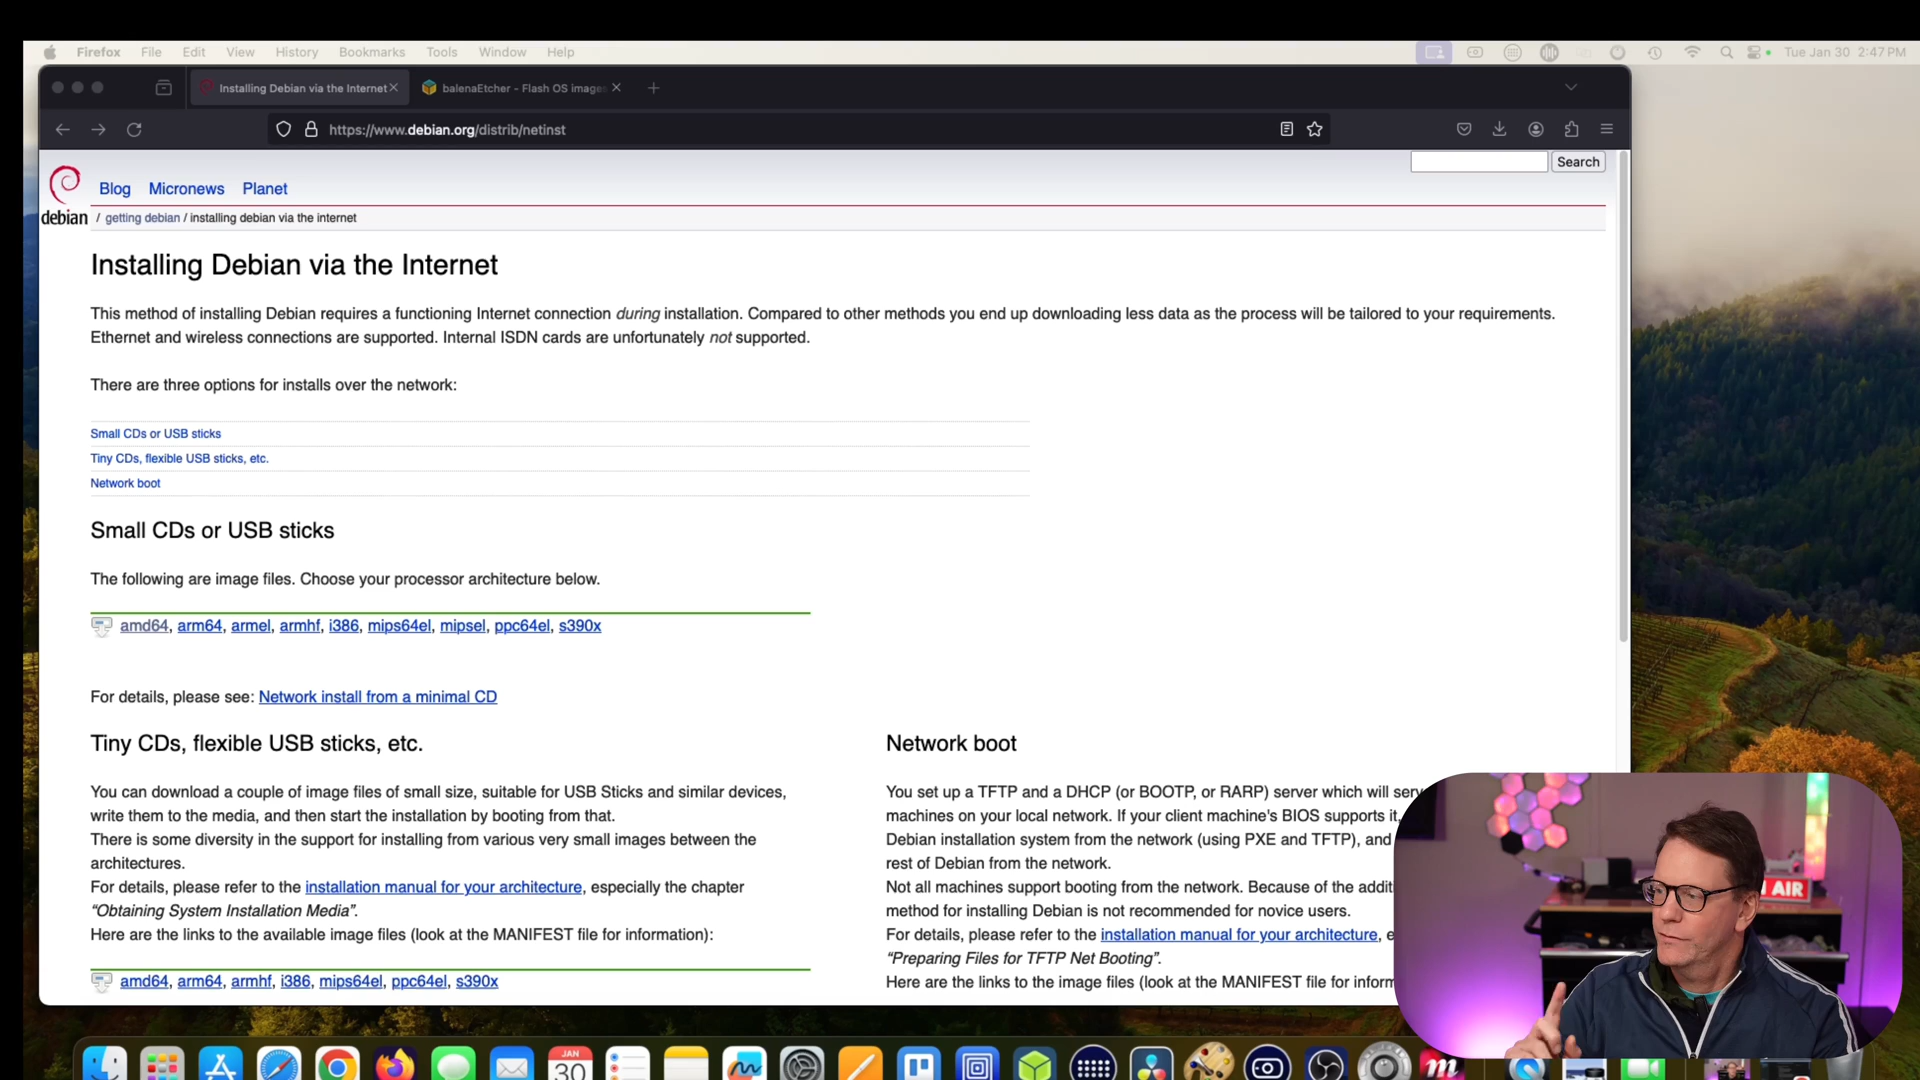 Firefox File Edit View History Bookmarks Tools Window Help Tue Jan 30 2:47 PM
Installing Debian via the Internet balenaEtcher - Flash OS images
https://www.debian.org/distrib/netinst
Search
Blog Micronews Planet
debian / getting debian / installing debian via the internet
Installing Debian via the Internet
This method of installing Debian requires a functioning Internet connection during installation. Compared to other methods you end up downloading less data as the process will be tailored to your requirements.
Ethernet and wireless connections are supported. Internal ISDN cards are unfortunately not supported.
There are three options for installs over the network:
Small CDs or USB sticks
Tiny CDs, flexible USB sticks, etc.
Network boot
Small CDs or USB sticks
The following are image files. Choose your processor architecture below.
amd64, arm64, armel, armhf, i386, mips64el, mipsel, ppc64el, s390x
For details, please see: Network install from a minimal CD
Tiny CDs, flexible USB sticks, etc.
You can download a couple of image files of small size, suitable for USB Sticks and similar devices,
write them to the media, and then start the installation by booting from that.
There is some diversity in the support for installing from various very small images between the
architectures.
For details, please refer to the installation manual for your architecture, especially the chapter
“Obtaining System Installation Media”.
Here are the links to the available image files (look at the MANIFEST file for information):
amd64, arm64, armhf, i386, mips64el, ppc64el, s390x
Network boot
You set up a TFTP and a DHCP (or BOOTP, or RARP) server which will serv
machines on your local network. If your client machine's BIOS supports it,
Debian installation system from the network (using PXE and TFTP), and
rest of Debian from the network.
Not all machines support booting from the network. Because of the addit
method for installing Debian is not recommended for novice users.
For details, please refer to the installation manual for your architecture, e
“Preparing Files for TFTP Net Booting”.
Here are the links to the image files (look at the MANIFEST file for inform
AIR
JAN
30